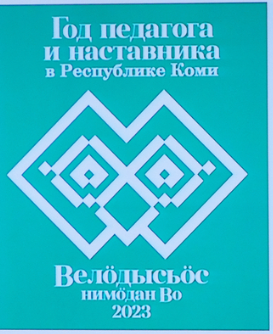 Год педагога
и наставника
в Республике Коми
Велӧдысьӧс
нимӧдан Во
2023